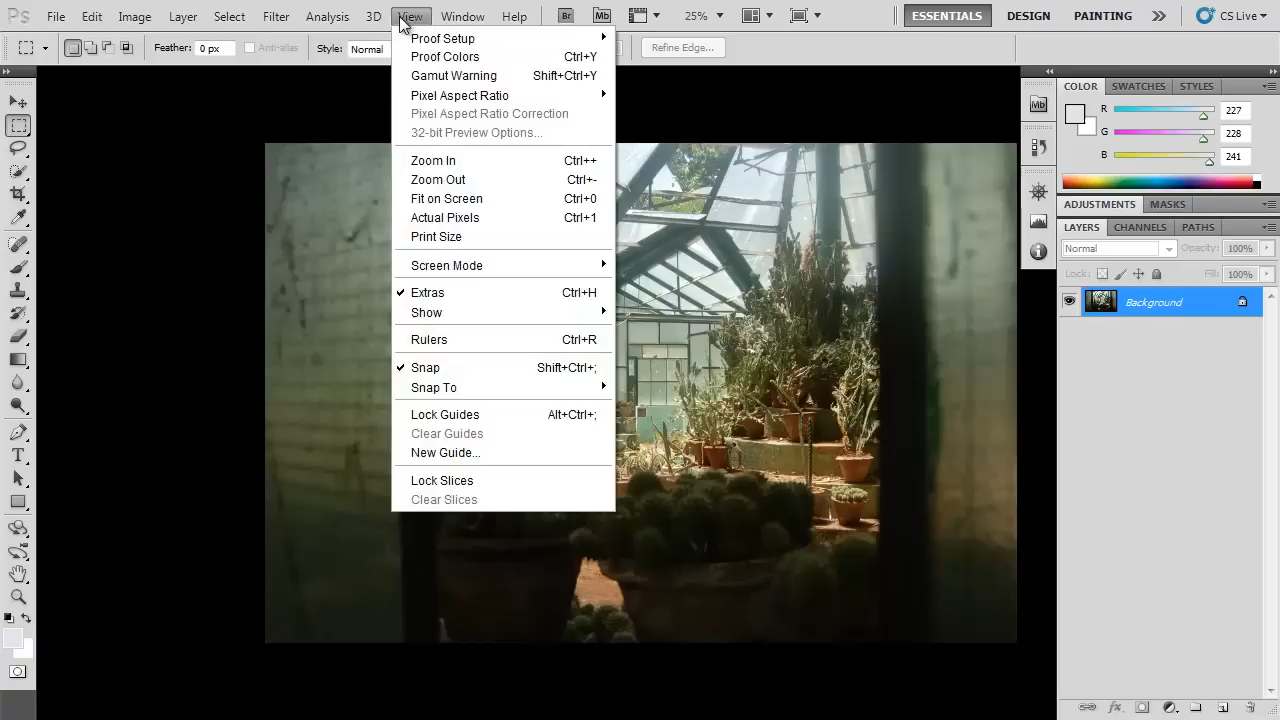 PS File Edit Image Layer Analysis 3D View Window Help Br Mb 25% ESSENTIALS DESIGN PAINTING CS Live
Feather: 0 px Anti-alias Style: Normal Refine Edge...
Proof Setup
Proof Colors Ctrl+Y
Gamut Warning Shift+Ctrl+Y
Pixel Aspect Ratio
Pixel Aspect Ratio Correction
32-bit Preview Options...
Zoom In Ctrl++
Zoom Out Ctrl+-
Fit on Screen Ctrl+0
Actual Pixels Ctrl+1
Print Size
Screen Mode
Extras Ctrl+H
Show
Rulers Ctrl+R
Snap Shift+Ctrl+;
Snap To
Lock Guides Alt+Ctrl+;
Clear Guides
New Guide...
Lock Slices
Clear Slices
Mb
COLOR SWATCHES STYLES
R 227
G 228
B 241
ADJUSTMENTS MASKS
LAYERS CHANNELS PATHS
Normal Opacity: 100%
Lock: Fill: 100%
Background